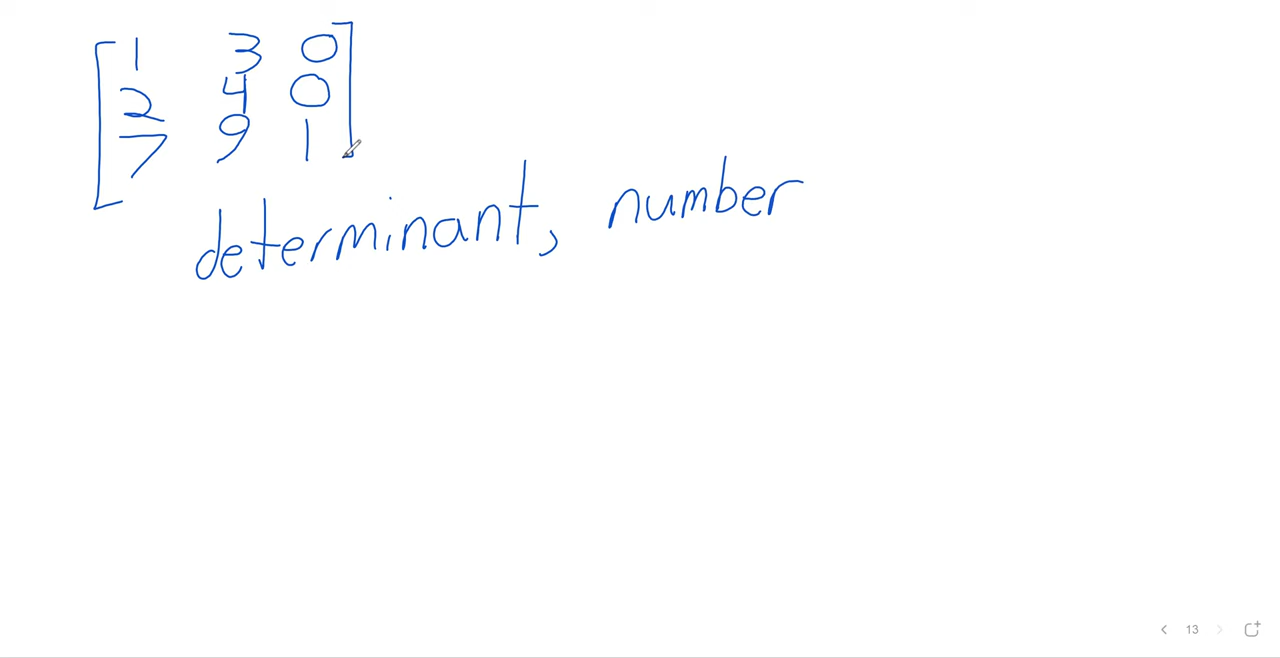 1 3 0
2 4 0
7 9 1
determinant, number
13